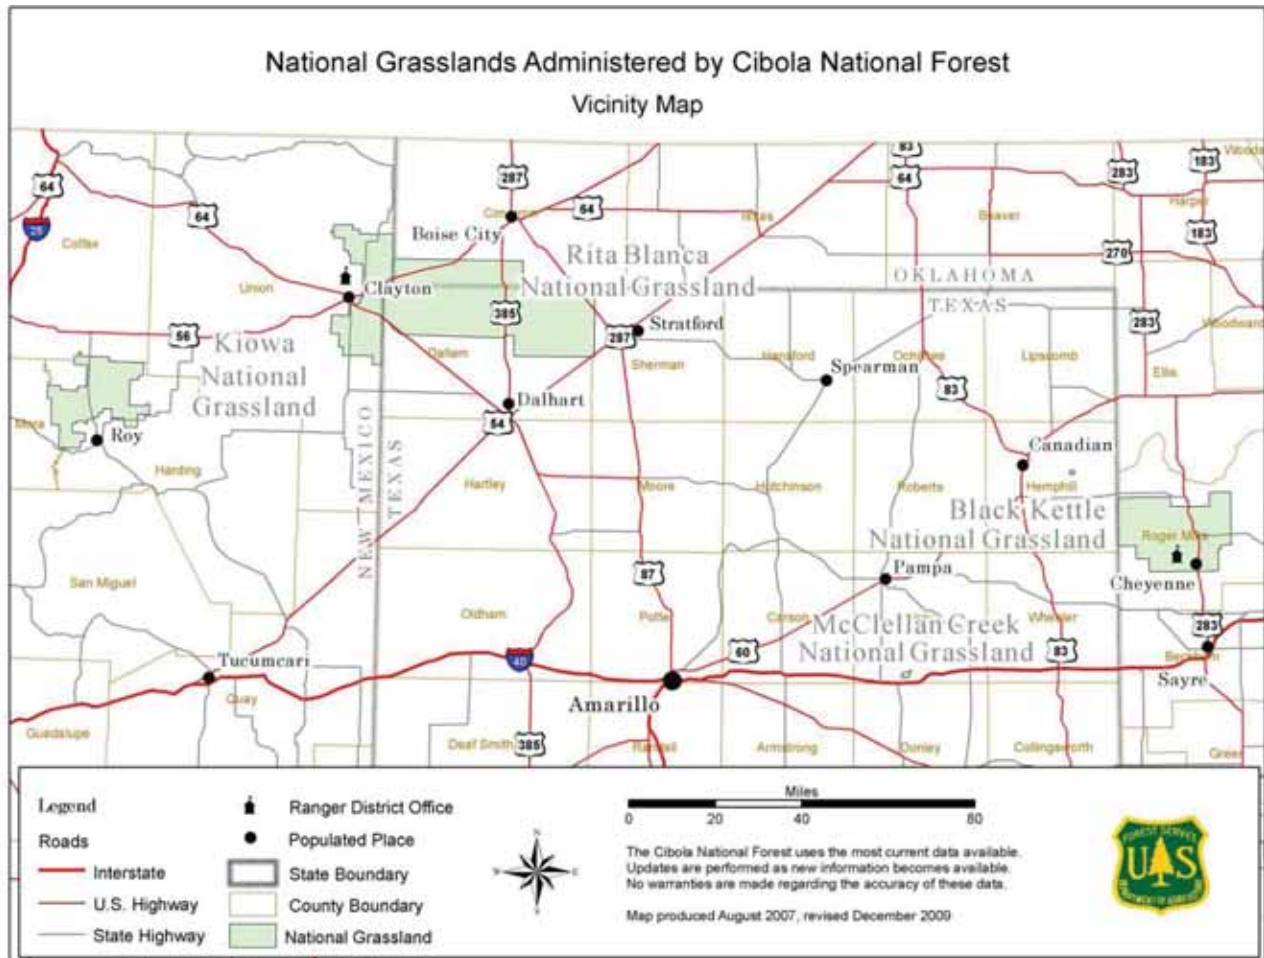 National Grasslands Administered by Cibola National Forest
Vicinity Map
83
287
64
283
183
64
64
64
25
Colfax
Boise City
Texas
Beaver
Harper
183
270
Rita Blanca
National Grassland
OKLAHOMA
TEXAS
Union
Clayton
385
283
Woodward
56
Kiowa
National
Grassland
Stratford
287
Dallam
Sherman
Hansford
Ochiltree
Lipscomb
Spearman
Ellis
83
Dalhart
54
Mora
Roy
NEW MEXICO
TEXAS
Canadian
Harding
Hartley
Moore
Hutchinson
Roberts
Hemphill
Black Kettle
National Grassland
Roger Mills
Pampa
Cheyenne
87
San Miguel
Oldham
Potter
Carson
Wheeler
McClellan Creek
National Grassland
283
60
83
40
Tucumcari
Beckham
Sayre
Quay
Amarillo
Guadalupe
Deaf Smith
385
Randall
Armstrong
Donley
Collingsworth
Greer
Legend
Roads
Interstate
U.S. Highway
State Highway
Ranger District Office
Populated Place
State Boundary
County Boundary
National Grassland
N
W
E
S
Miles
0 20 40 80
The Cibola National Forest uses the most current data available.
Updates are performed as new information becomes available.
No warranties are made regarding the accuracy of these data.
Map produced August 2007, revised December 2009
FOREST SERVICE
U S
DEPARTMENT OF AGRICULTURE